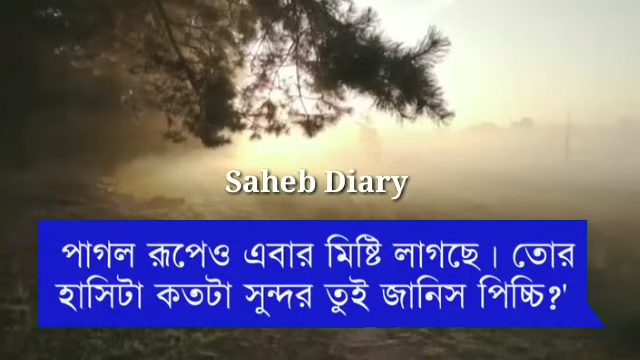 Saheb Diary
পাগল রূপেও এবার মিষ্টি লাগছে। তোর
হাসিটা কতটা সুন্দর তুই জানিস পিচ্চি?'